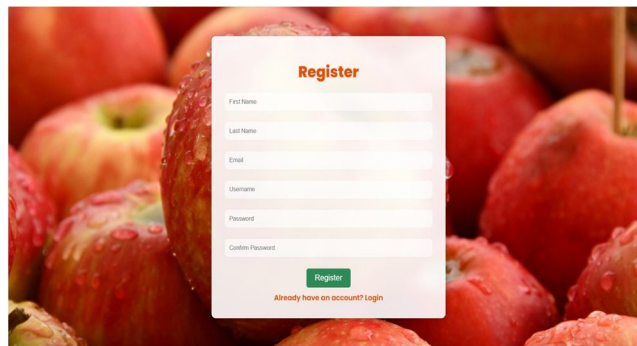 Register
First Name
Last Name
Email
Username
Password
Confirm Password
Register
Already have an account? Login